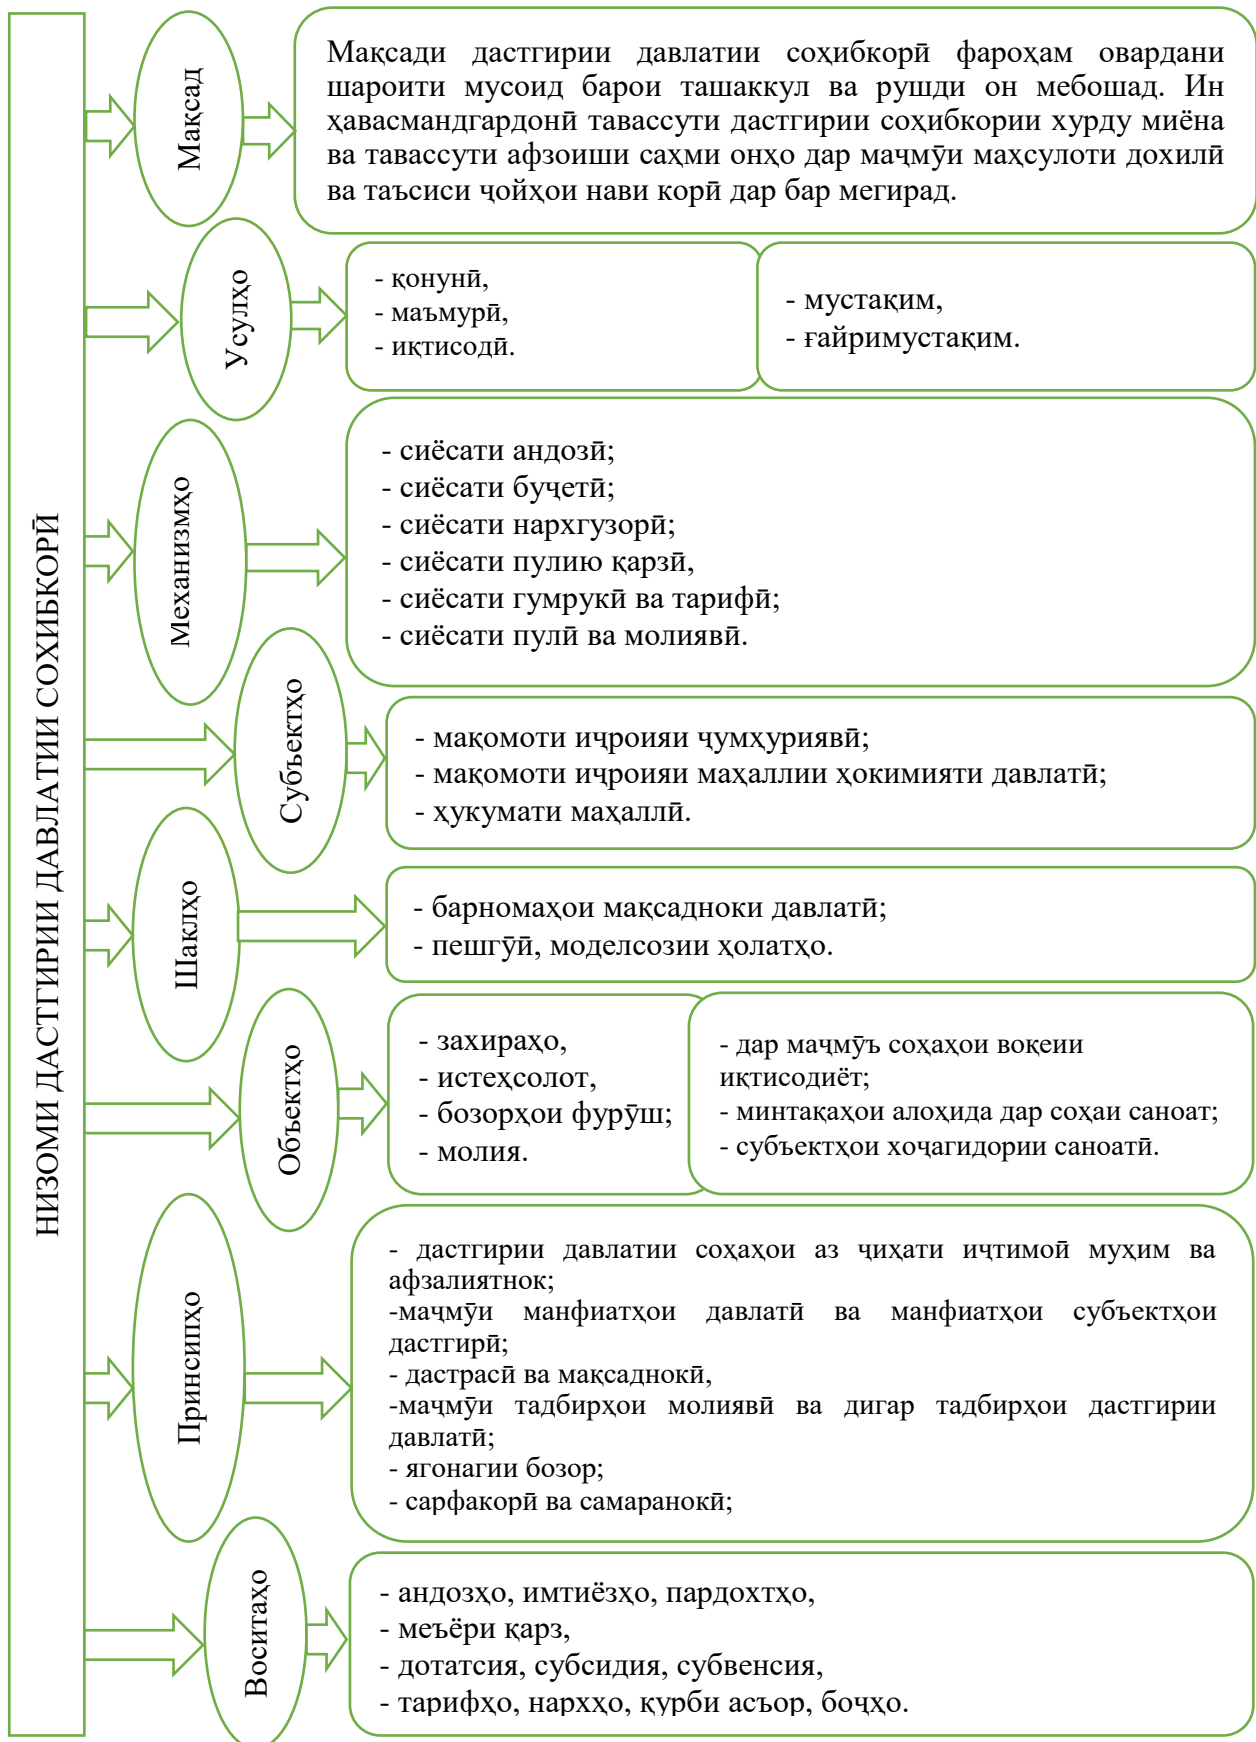 НИЗОМИ ДАСТГИРИИ ДАВЛАТИИ СОХИБКОРӢ
Мақсад
Мақсади дастгирии давлатии соҳибкорӣ фароҳам овардани
шароити мусоид барои ташаккул ва рушди он мебошад. Ин
ҳавасмандгардонӣ тавассути дастгирии соҳибкории хурду миёна
ва тавассути афзоиши саҳми онҳо дар маҷмӯи маҳсулоти дохилӣ
ва таъсиси ҷойҳои нави корӣ дар бар мегирад.
Усулҳо
- қонунӣ,
- маъмурӣ,
- иқтисодӣ.
- мустақим,
- ғайримустақим.
Механизмҳо
- сиёсати андозӣ;
- сиёсати буҷетӣ;
- сиёсати нархгузорӣ;
- сиёсати пулию қарзӣ,
- сиёсати гумрукӣ ва тарифӣ;
- сиёсати пулӣ ва молиявӣ.
Субъектҳо
- мақомоти иҷроияи ҷумҳуриявӣ;
- мақомоти иҷроияи маҳаллии ҳокимияти давлатӣ;
- ҳукумати маҳаллӣ.
Шаклҳо
- барномаҳои мақсадноки давлатӣ;
- пешгӯӣ, моделсозии ҳолатҳо.
Объектҳо
- захираҳо,
- истеҳсолот,
- бозорҳои фурӯш;
- молия.
- дар маҷмӯъ соҳаҳои воқеии
иқтисодиёт;
- минтақаҳои алоҳида дар соҳаи саноат;
- субъектҳои хоҷагидории саноатӣ.
Принсипҳо
- дастгирии давлатии соҳаҳои аз ҷиҳати иҷтимоӣ муҳим ва
афзалиятнок;
-маҷмӯи манфиатҳои давлатӣ ва манфиатҳои субъектҳои
дастгирӣ;
- дастрасӣ ва мақсаднокӣ,
-маҷмӯи тадбирҳои молиявӣ ва дигар тадбирҳои дастгирии
давлатӣ;
- ягонагии бозор;
- сарфакорӣ ва самаранокӣ;
Воситаҳо
- андозҳо, имтиёзҳо, пардохтҳо,
- меъёри қарз,
- дотатсия, субсидия, субвенсия,
- тарифҳо, нархҳо, қурби асъор, боҷҳо.